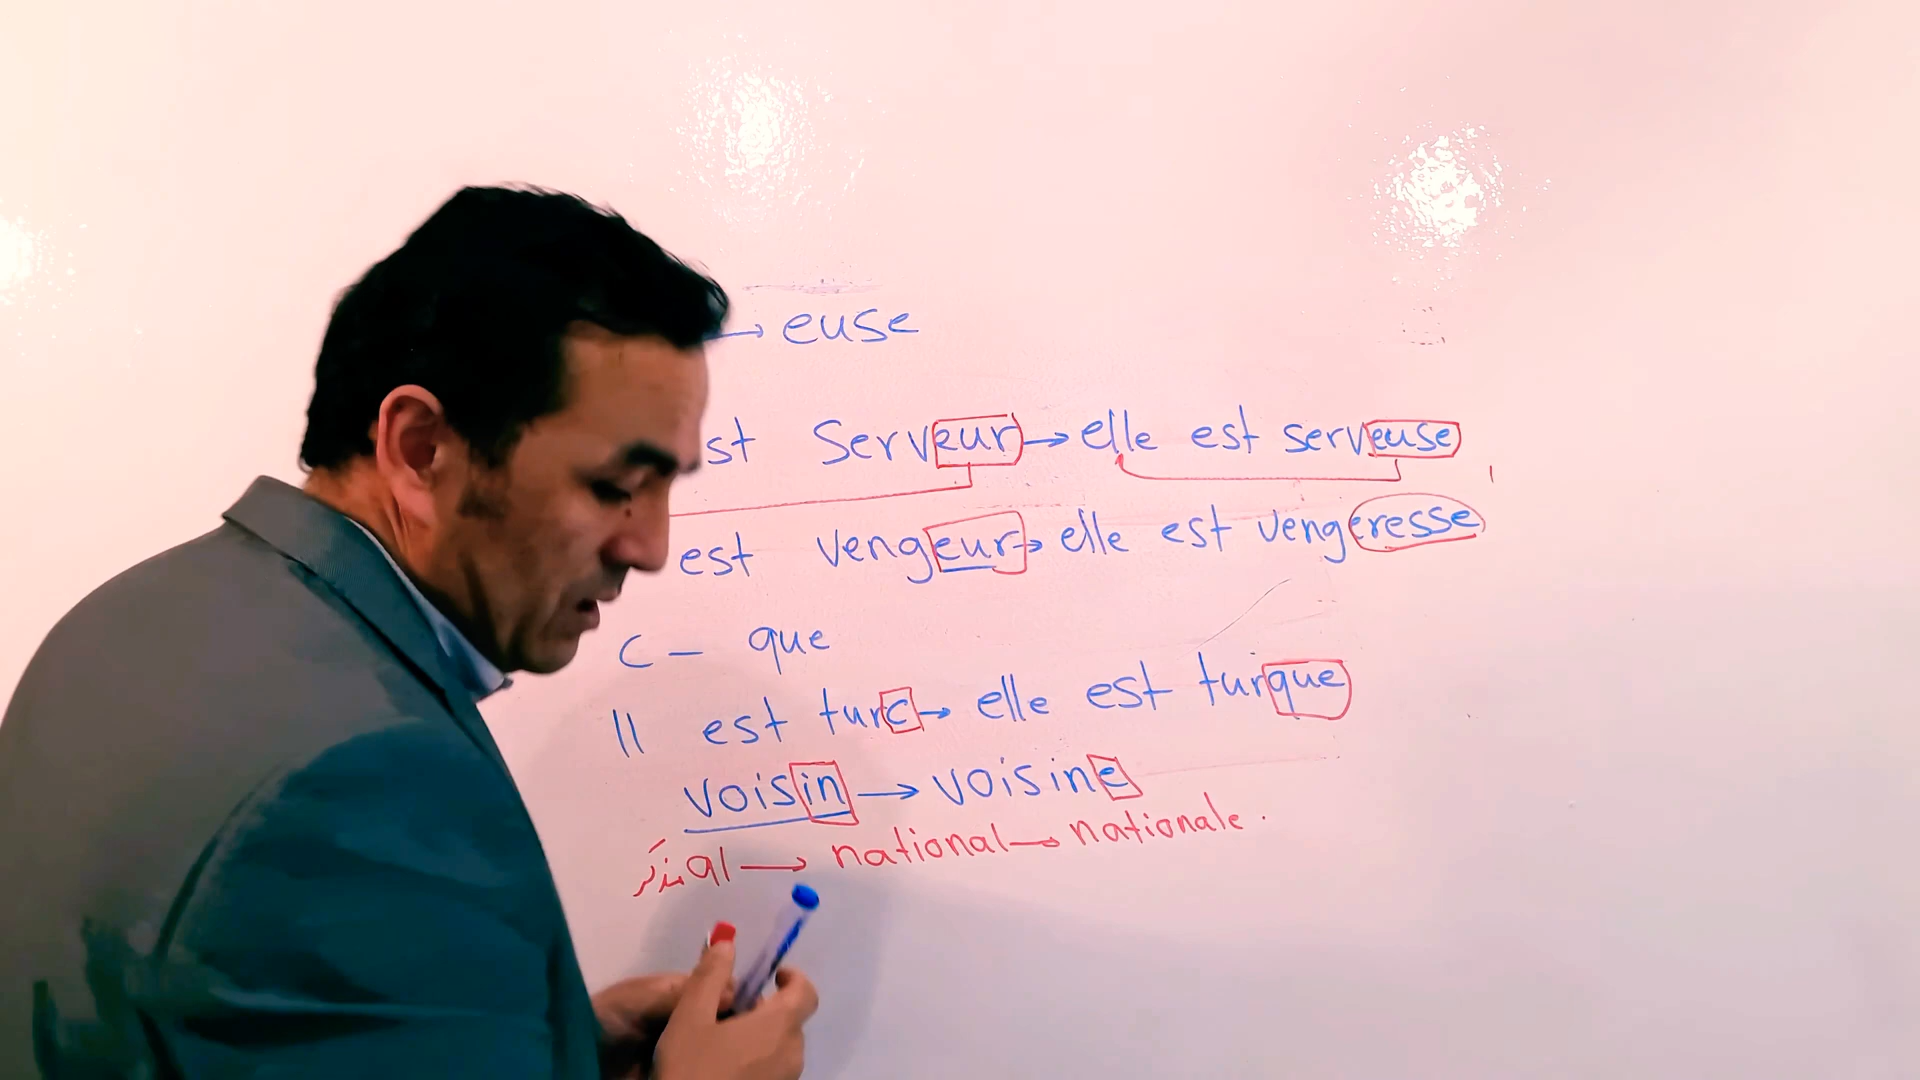 → euse
st Serveur → elle est serveuse
est vengeur → elle est vengeresse
c – que
Il est turc → elle est turque
voisin → voisine
مذكر al → national → nationale.